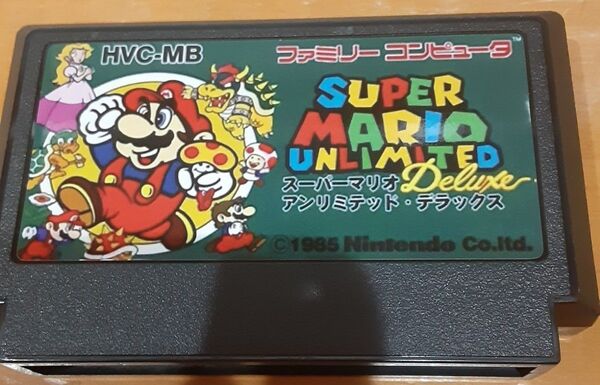 HVC-MB
ファミリー コンピュータ™
SUPER
MARIO
UNLIMITED
Deluxe
スーパーマリオ
アンリミテッド・デラックス
©1985 Nintendo Co.ltd.